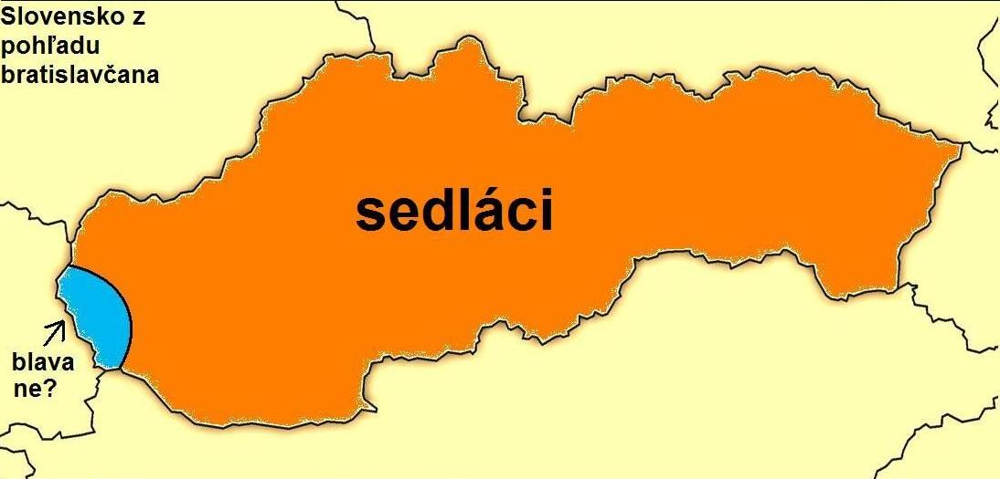 Slovensko z
pohľadu
bratislavčana
sedláci
blava
ne?